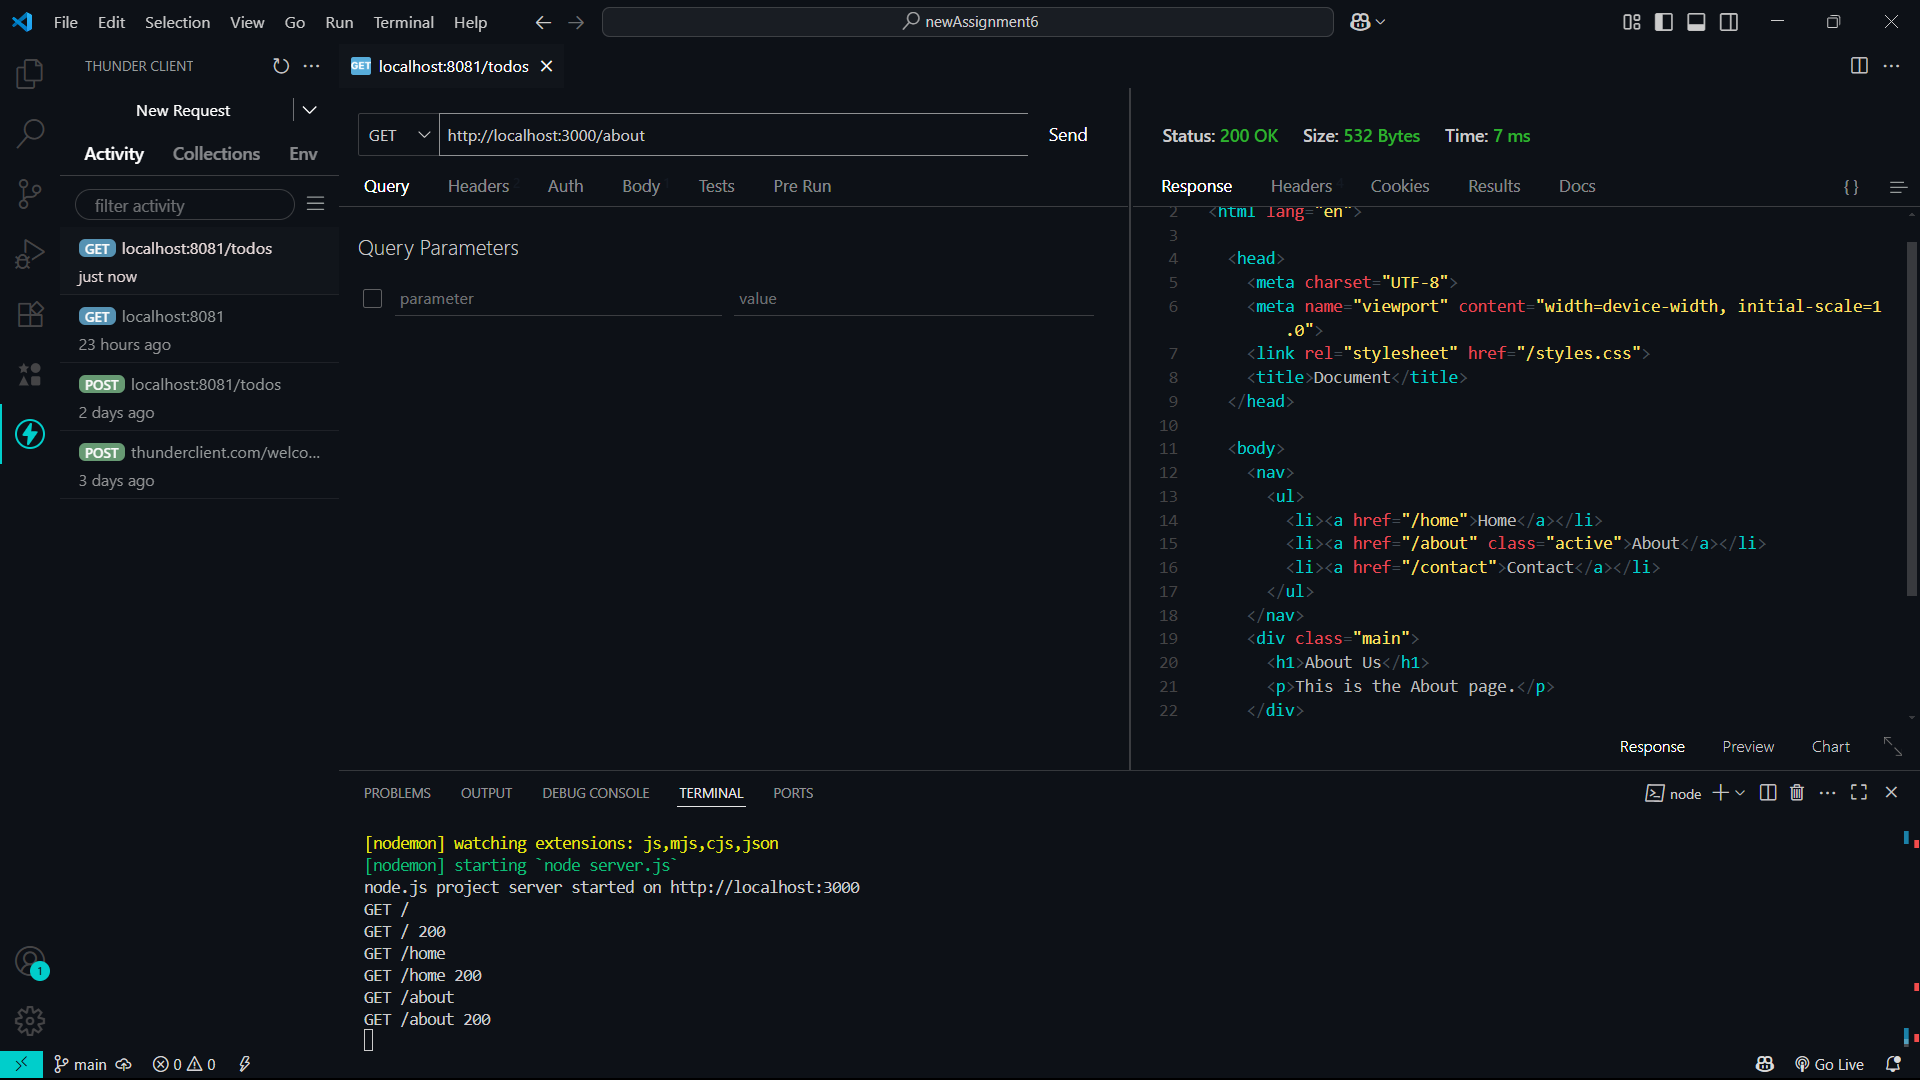 File Edit Selection View Go Run Terminal Help
newAssignment6
THUNDER CLIENT
New Request
Activity Collections Env
filter activity
GET localhost:8081/todos
just now
GET localhost:8081
23 hours ago
POST localhost:8081/todos
2 days ago
POST thunderclient.com/welco...
3 days ago
GET localhost:8081/todos
GET http://localhost:3000/about Send
Query Headers Auth Body Tests Pre Run
Query Parameters
parameter value
Status: 200 OK Size: 532 Bytes Time: 7 ms
Response Headers Cookies Results Docs
{}
2 <html lang="en">
3
4 <head>
5 <meta charset="UTF-8">
6 <meta name="viewport" content="width=device-width, initial-scale=1
.0">
7 <link rel="stylesheet" href="/styles.css">
8 <title>Document</title>
9 </head>
10
11 <body>
12 <nav>
13 <ul>
14 <li><a href="/home">Home</a></li>
15 <li><a href="/about" class="active">About</a></li>
16 <li><a href="/contact">Contact</a></li>
17 </ul>
18 </nav>
19 <div class="main">
20 <h1>About Us</h1>
21 <p>This is the About page.</p>
22 </div>
Response Preview Chart
PROBLEMS OUTPUT DEBUG CONSOLE TERMINAL PORTS
node
[nodemon] watching extensions: js,mjs,cjs,json
[nodemon] starting `node server.js`
node.js project server started on http://localhost:3000
GET /
GET / 200
GET /home
GET /home 200
GET /about
GET /about 200
1
main 0 0
Go Live